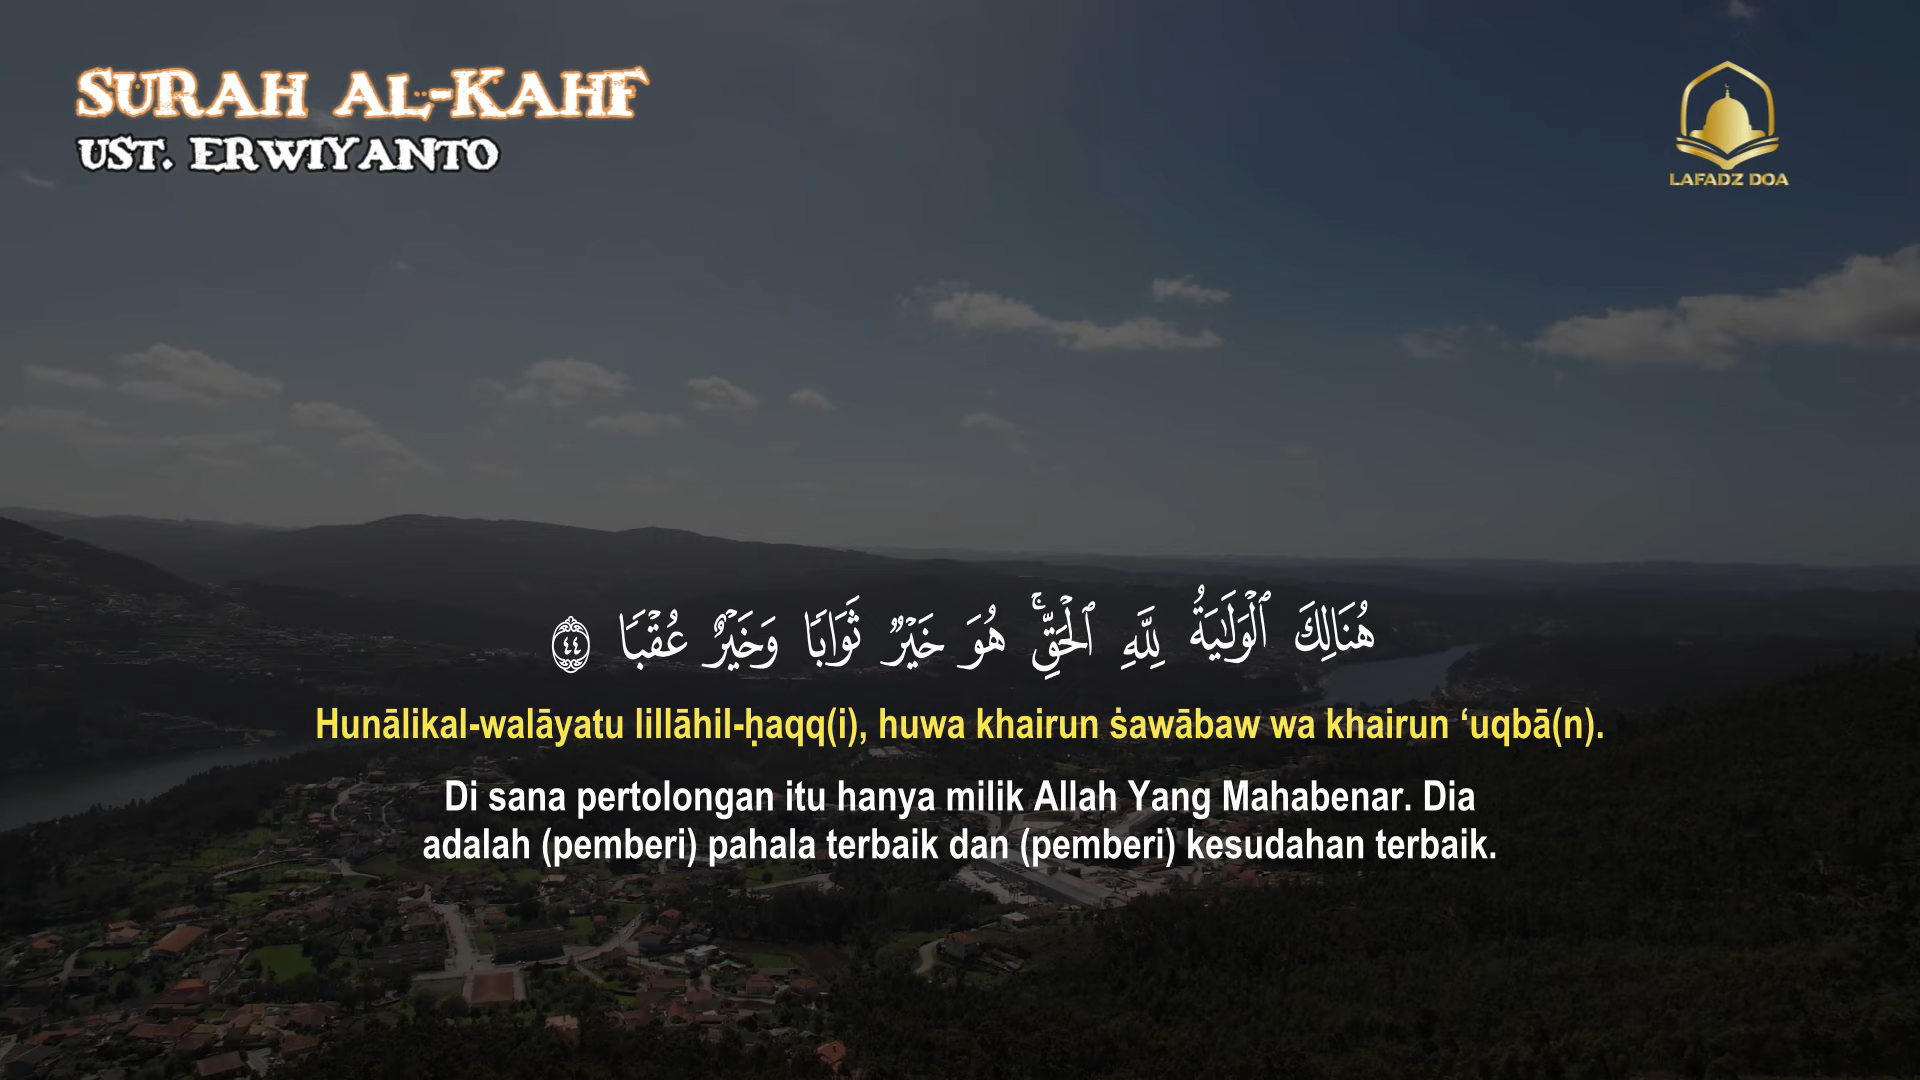 SURAH AL-KAHF
UST. ERWIYANTO
LAFADZ DOA
هُنَالِكَ ٱلْوَلَٰيَةُ لِلَّهِ ٱلْحَقِّۚ هُوَ خَيْرٌ ثَوَابًا وَخَيْرٌ عُقْبًا ٤٤
Hunālikal-walāyatu lillāhil-ḥaqq(i), huwa khairun ṡawābaw wa khairun ‘uqbā(n).
Di sana pertolongan itu hanya milik Allah Yang Mahabenar. Dia
adalah (pemberi) pahala terbaik dan (pemberi) kesudahan terbaik.